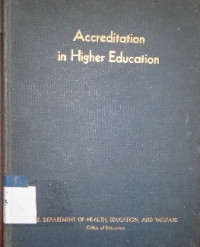 Accreditation
in Higher Education
DEPARTMENT OF HEALTH, EDUCATION, AND WELFARE
Office of Education